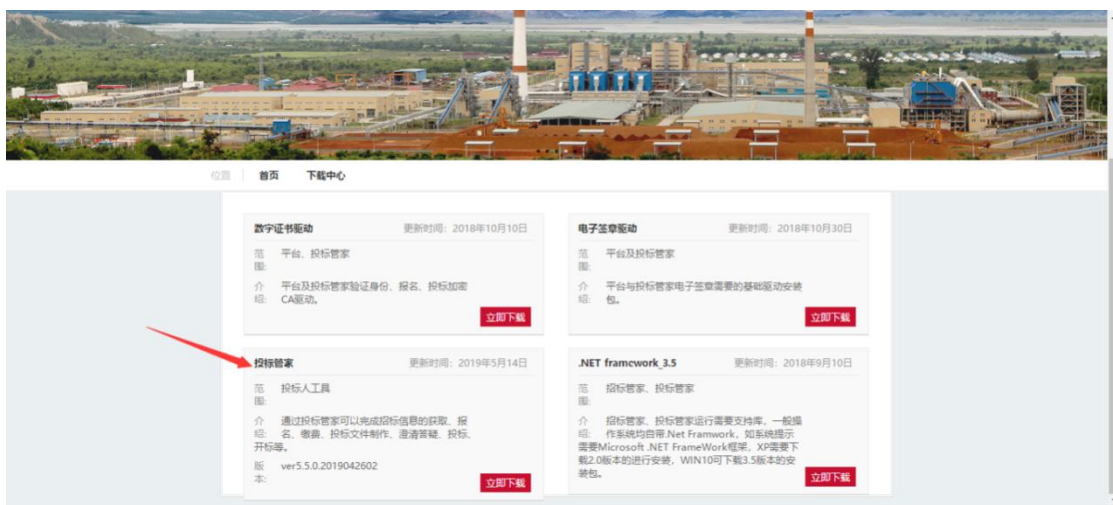 位置 首页 下载中心
数字证书驱动 更新时间：2018年10月10日
范围: 平台、投标管家
介绍: 平台及投标管家验证身份、报名、投标加密
CA驱动。
立即下载
电子签章驱动 更新时间：2018年10月30日
范围: 平台及投标管家
介绍: 平台与投标管家电子签章需要的基础驱动安装
包。
立即下载
投标管家 更新时间：2019年5月14日
范围: 投标人工具
介绍: 通过投标管家可以完成招标信息的获取、报
名、缴费、投标文件制作、澄清答疑、投标、
开标等。
版本: ver5.5.0.2019042602
立即下载
.NET framework_3.5 更新时间：2018年9月10日
范围: 招标管家、投标管家
介绍: 招标管家、投标管家运行需要支持库，一般操
作系统均自带.Net Framwork，如系统提示
需要Microsoft .NET FrameWork框架，XP需要下
载2.0版本的进行安装，WIN10可下载3.5版本的安
装包。
立即下载